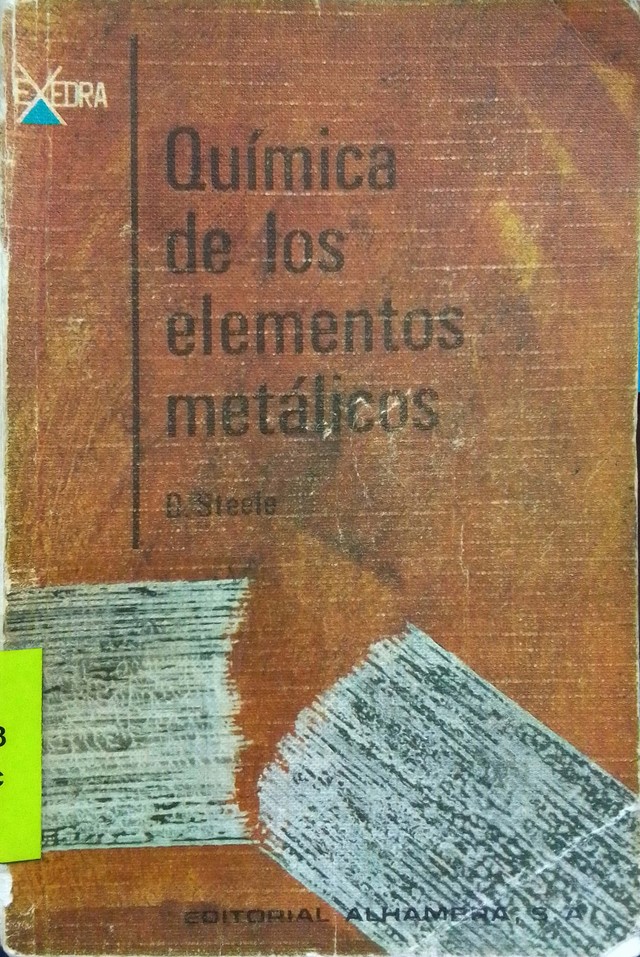 EXEDRA
Química
de los
elementos
metálicos
D. Steele
EDITORIAL ALHAMBRA, S. A.